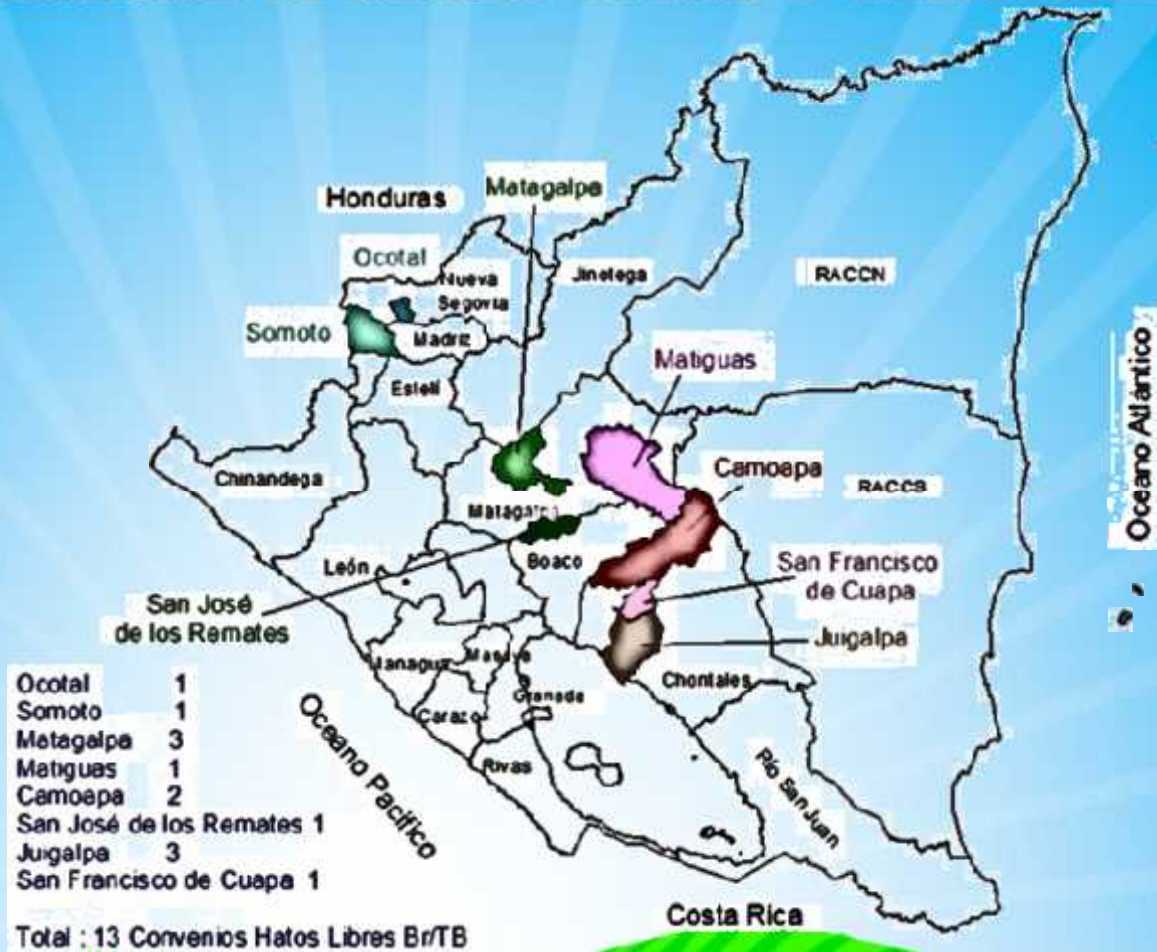 Honduras
Matagalpa
Ocotal
Nueva
Segovia
Jinotega
RACCN
Somoto
Madriz
Matiguas
Estelí
Oceano Atlántico
Chinandega
Camoapa
RACCS
Matagalpa
León
Boaco
San Francisco
de Cuapa
San José
de los Remates
Juigalpa
Managua
Masaya
Granada
Chontales
Carazo
Rivas
Oceano Pacífico
Río San Juan
Costa Rica
Ocotal 1
Somoto 1
Matagalpa 3
Matiguas 1
Camoapa 2
San José de los Remates 1
Juigalpa 3
San Francisco de Cuapa 1
Total : 13 Convenios Hatos Libres Br/TB